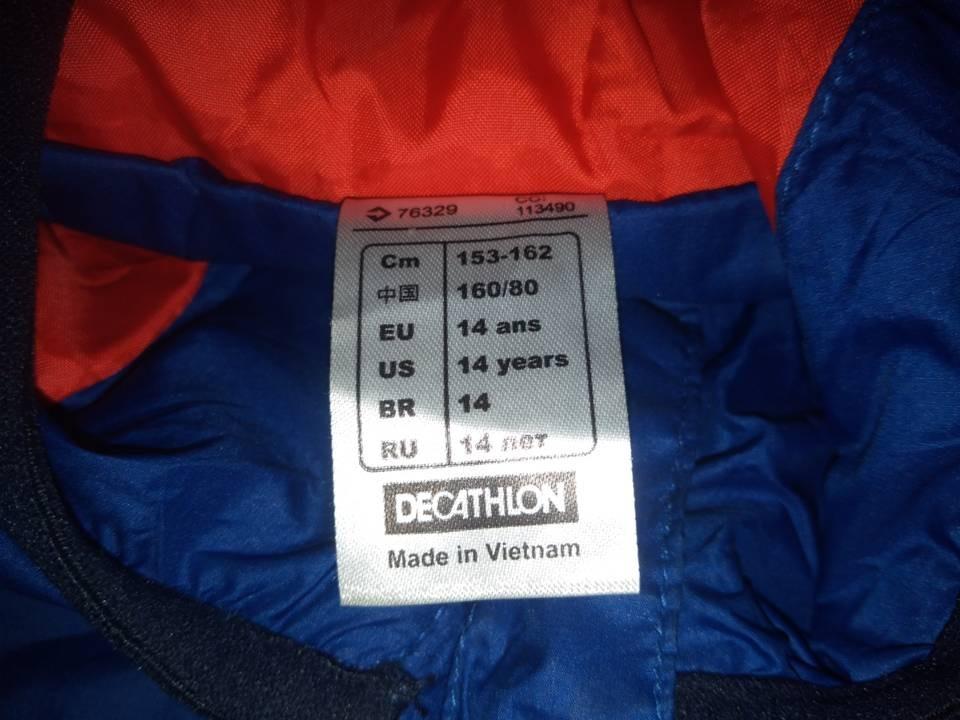 76329 CC: 113490
Cm 153-162
中国 160/80
EU 14 ans
US 14 years
BR 14
RU 14 лет
DECATHLON
Made in Vietnam